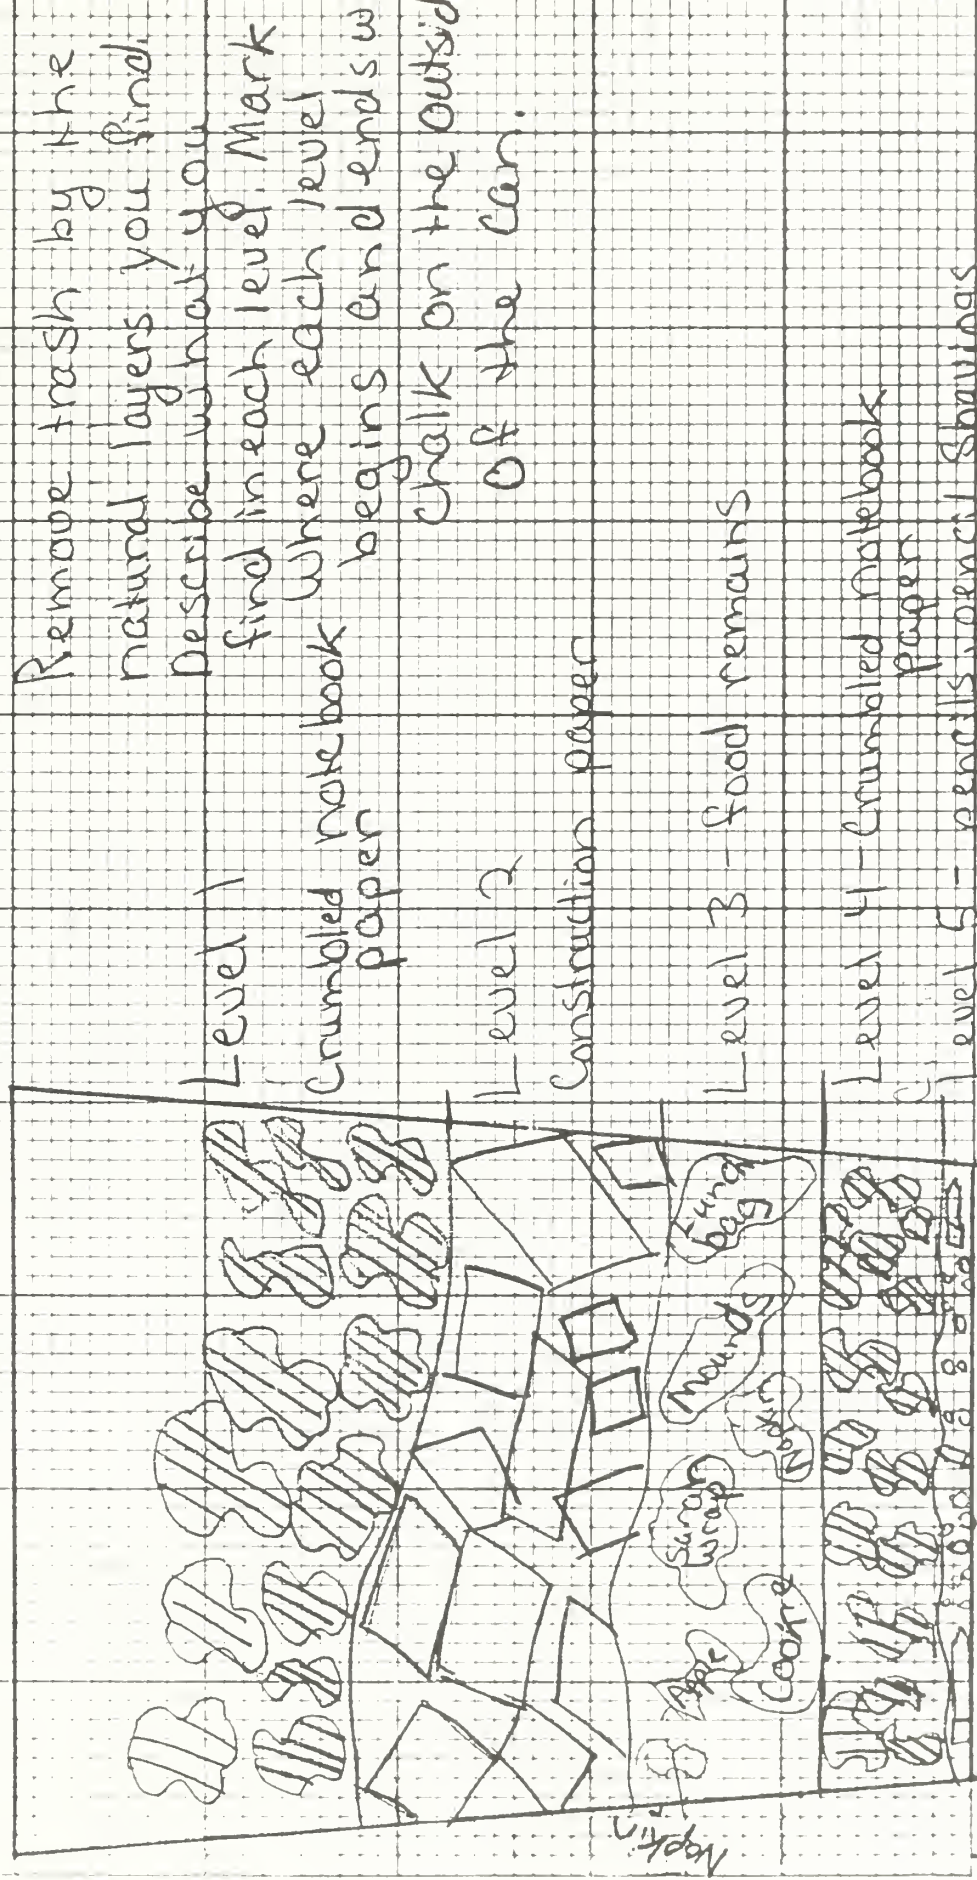 Remove trash by the
natural layers you find.
Describe what you
find in each level. Mark
where each level
begins and ends w
chalk on the outsid
of the can.
Level 1
Crumbled notebook
paper
Level 2
Construction paper
Level 3 - food remains
Level 4 - Crumbled notebook
paper
Level 5 - pencils, pencil shavings
Napkin
Apple
Cookie
Saran
wrap
Napkin
Mounds
Lunch
bag